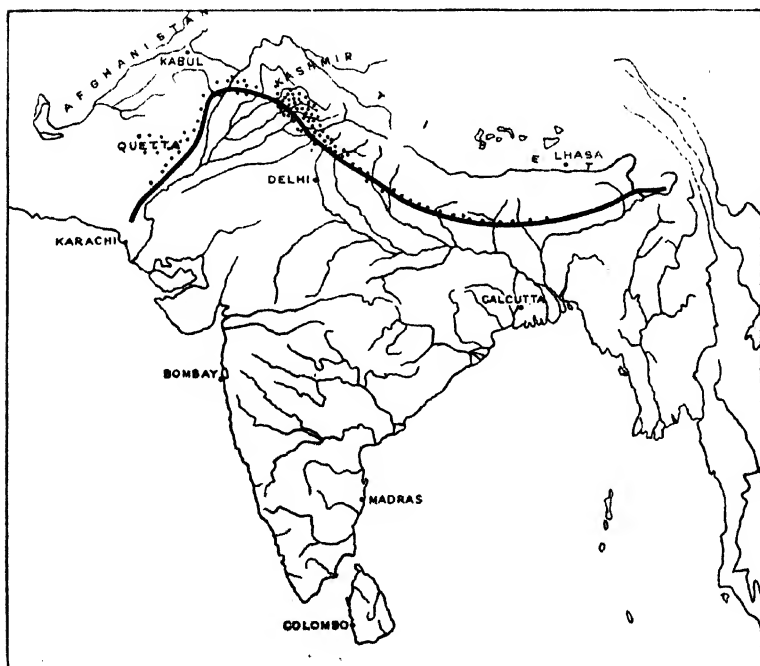 AFGHANISTAN
KABUL
KASHMIR
QUETTA
T
E
LHASA
T
DELHI
KARACHI
CALCUTTA
BOMBAY
MADRAS
COLOMBO